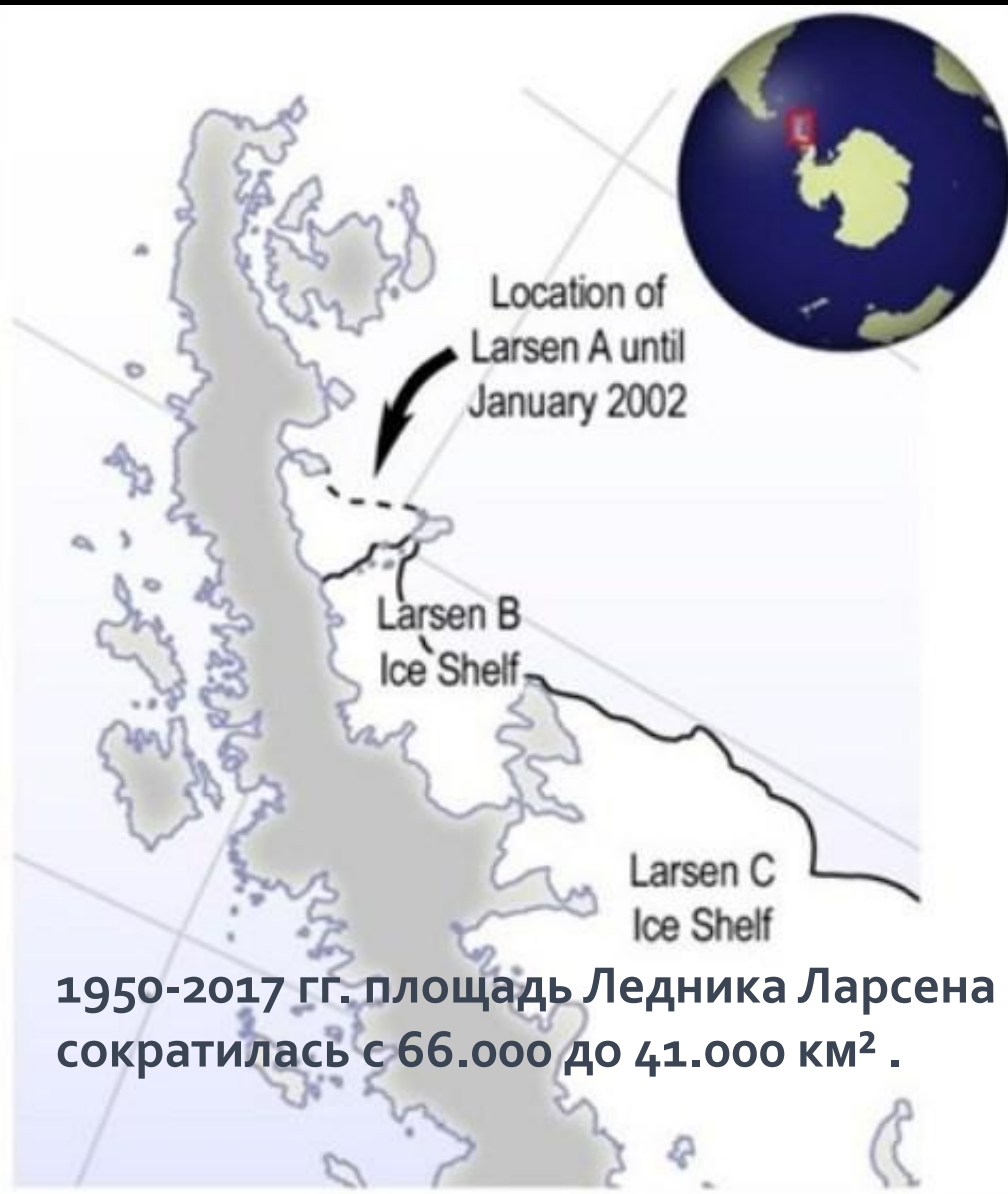 Location of
Larsen A until
January 2002
Larsen B
Ice Shelf
Larsen C
Ice Shelf
1950-2017 гг. площадь Ледника Ларсена
сократилась с 66.000 до 41.000 км² .